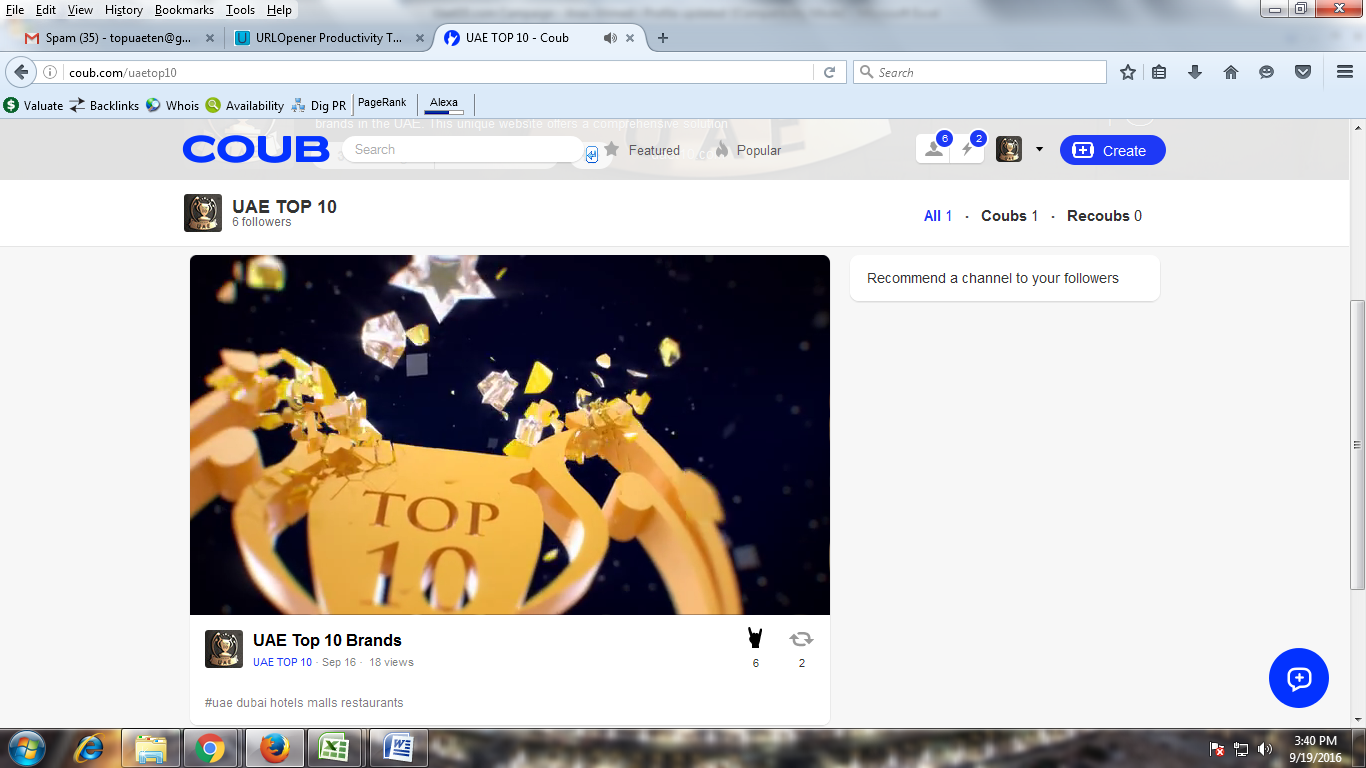 File Edit View History Bookmarks Tools Help
Spam (35) - topuaeten@g... URLOpener Productivity T... UAE TOP 10 - Coub
coub.com/uaetop10 Search
Valuate Backlinks Whois Availability Dig PR PageRank Alexa
brands in the UAE. This unique website offers a comprehensive solution
COUB Search Featured Popular 6 2 Create
UAE TOP 10
6 followers
All 1 · Coubs 1 · Recoubs 0
Recommend a channel to your followers
TOP
10
UAE Top 10 Brands
UAE TOP 10 · Sep 16 · 18 views
6 2
#uae dubai hotels malls restaurants
3:40 PM
9/19/2016